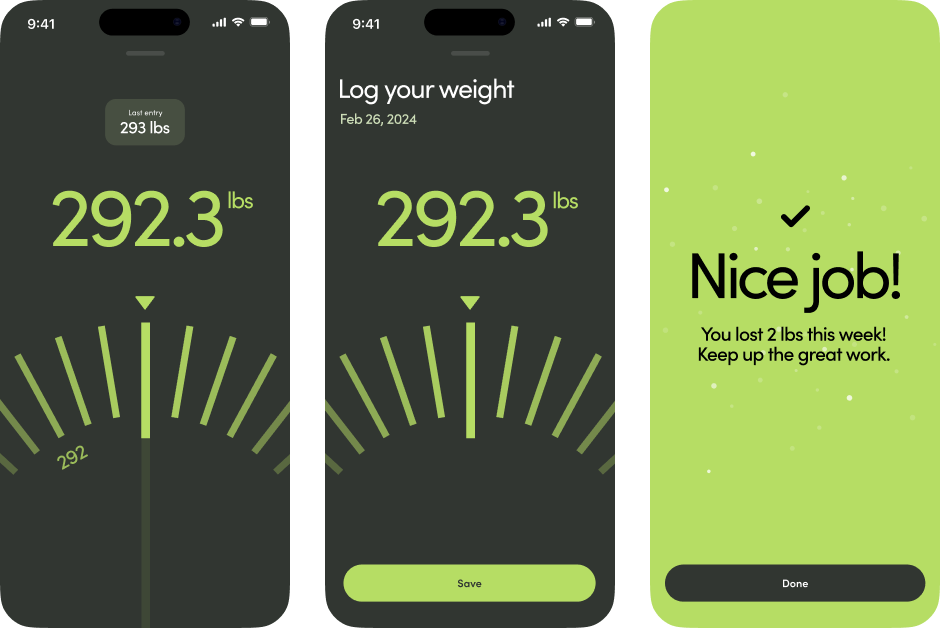 9:41
Last entry
293 lbs
292.3 lbs
292
9:41
Log your weight
Feb 26, 2024
292.3 lbs
Save
Nice job!
You lost 2 lbs this week!
Keep up the great work.
Done